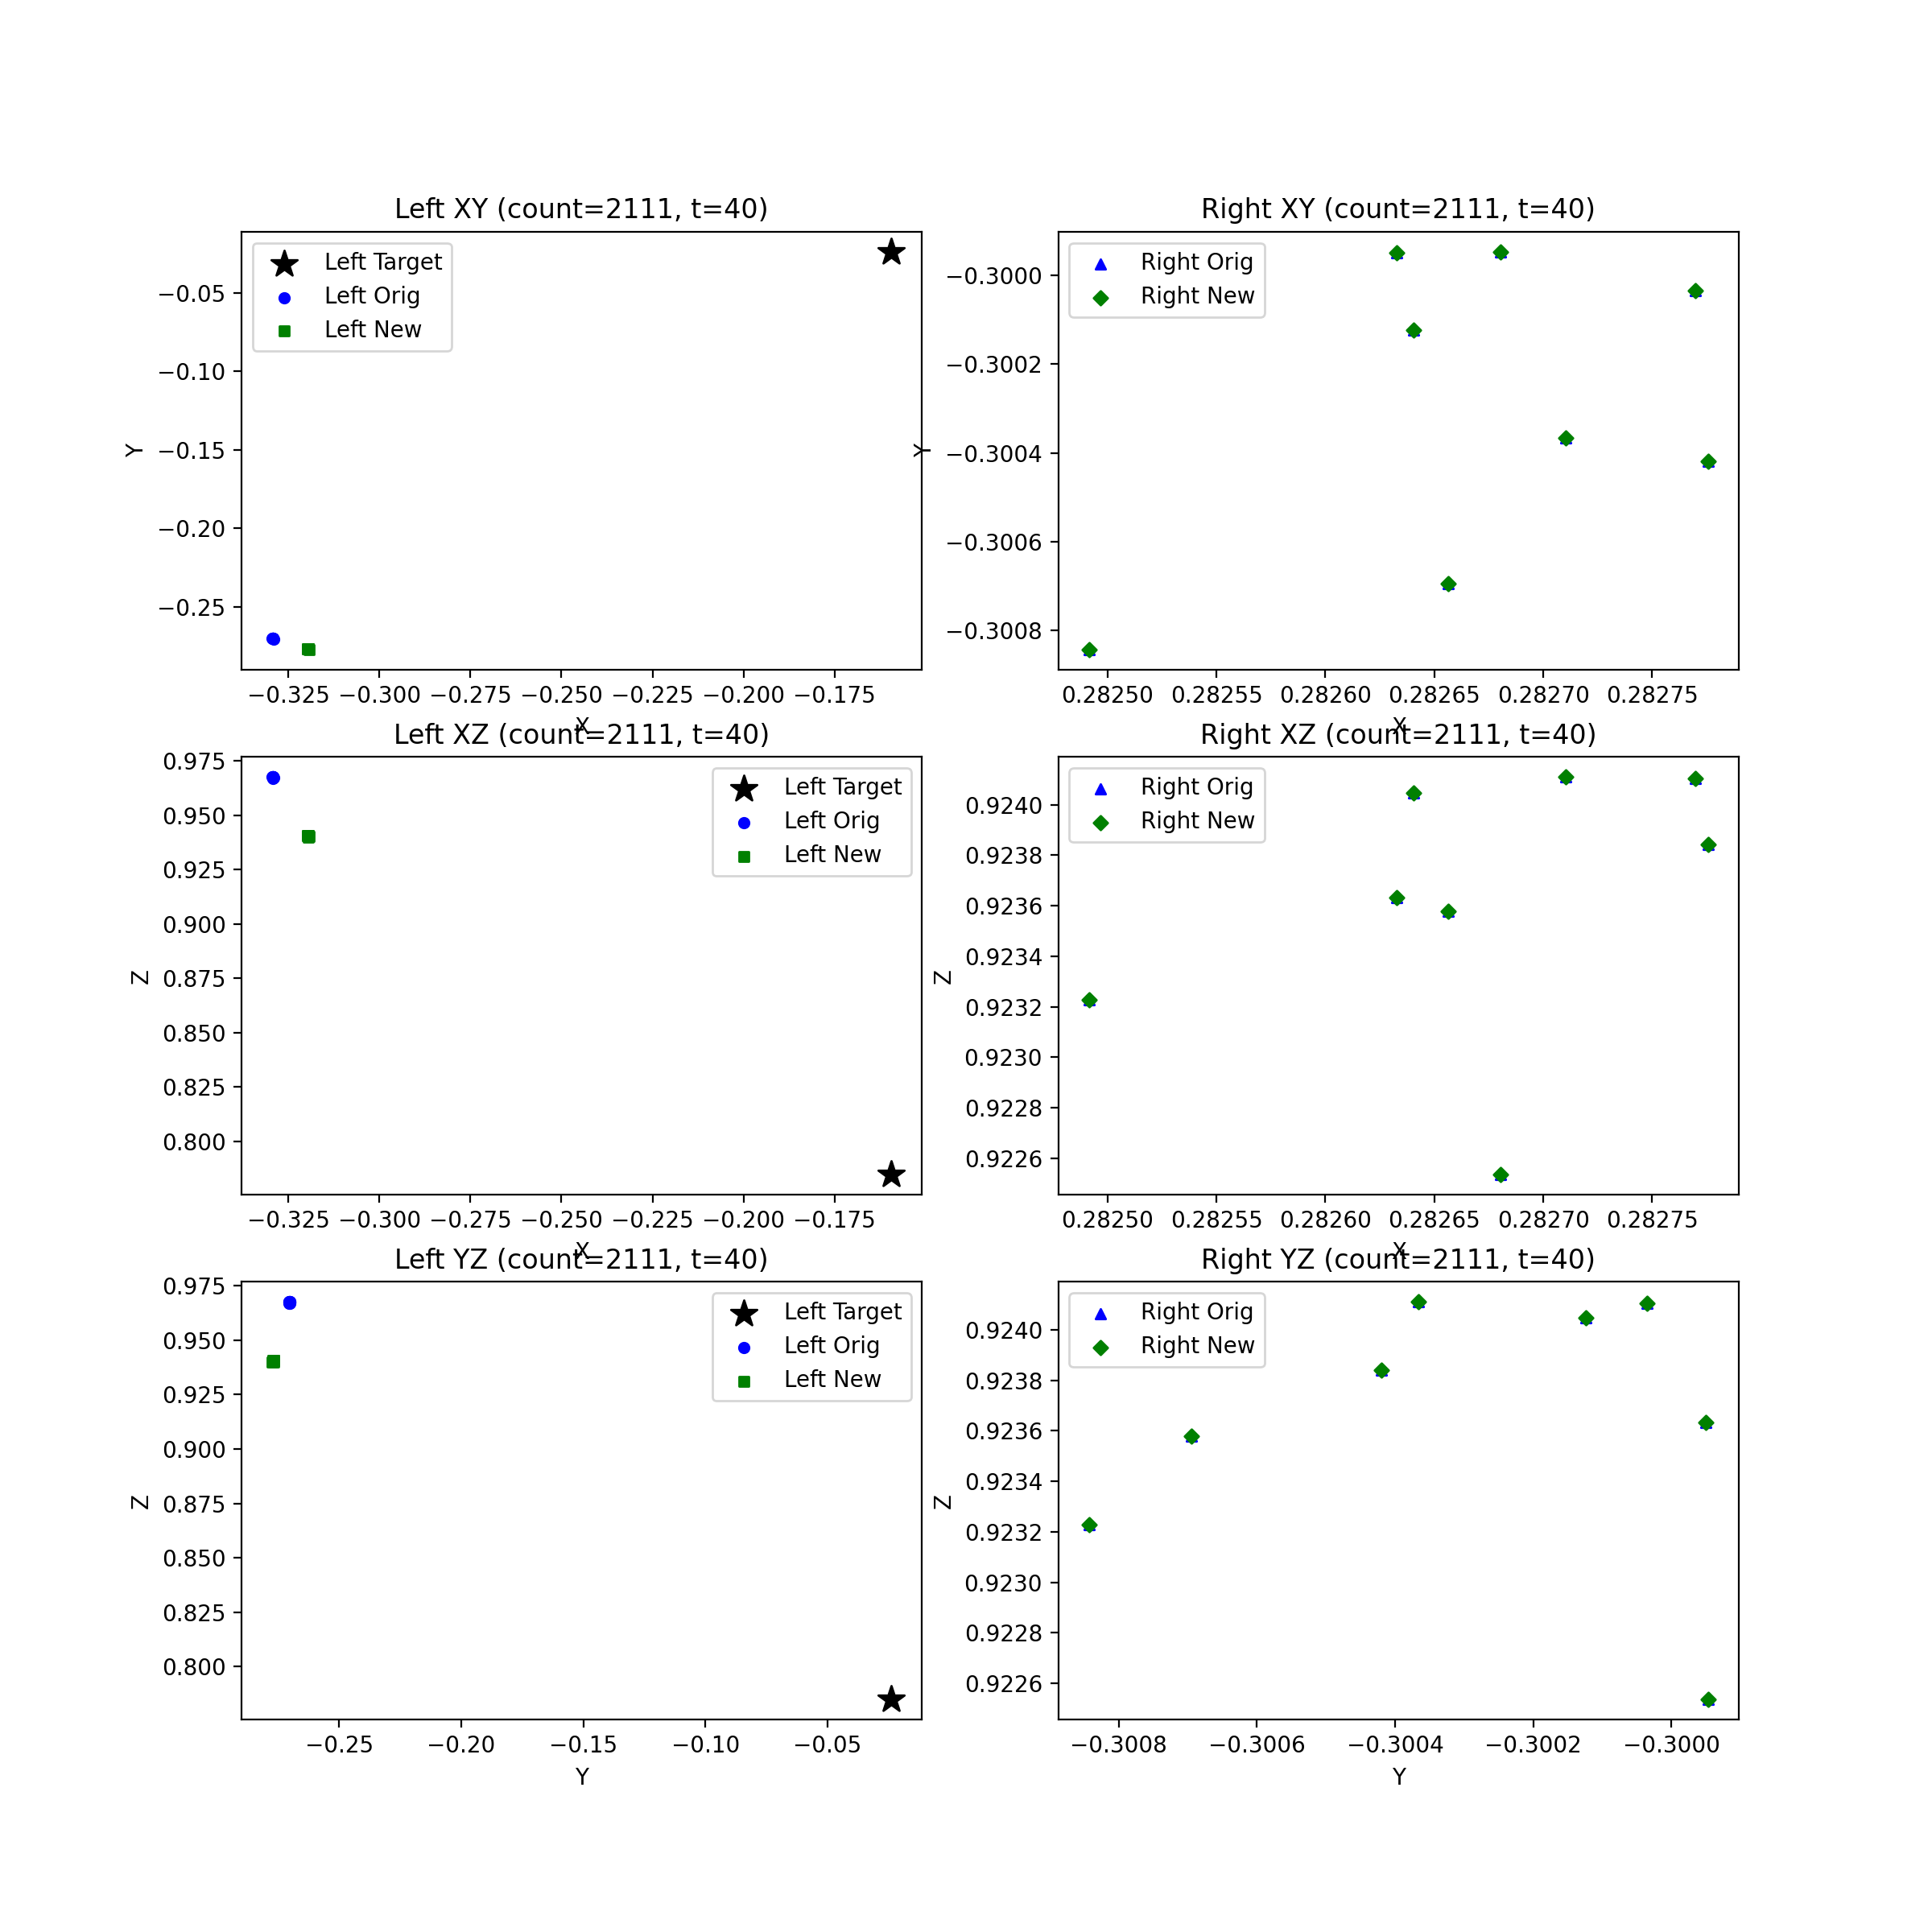 Left XY (count=2111, t=40)
Left Target
Left Orig
Left New
−0.05
−0.10
−0.15
−0.20
−0.25
Y
−0.325 −0.300 −0.275 −0.250 −0.225 −0.200 −0.175
X
Right XY (count=2111, t=40)
Right Orig
Right New
−0.3000
−0.3002
−0.3004
−0.3006
−0.3008
Y
0.28250 0.28255 0.28260 0.28265 0.28270 0.28275
X
Left XZ (count=2111, t=40)
Left Target
Left Orig
Left New
0.975
0.950
0.925
0.900
0.875
0.850
0.825
0.800
Z
−0.325 −0.300 −0.275 −0.250 −0.225 −0.200 −0.175
X
Right XZ (count=2111, t=40)
Right Orig
Right New
0.9240
0.9238
0.9236
0.9234
0.9232
0.9230
0.9228
0.9226
Z
0.28250 0.28255 0.28260 0.28265 0.28270 0.28275
X
Left YZ (count=2111, t=40)
Left Target
Left Orig
Left New
0.975
0.950
0.925
0.900
0.875
0.850
0.825
0.800
Z
−0.25 −0.20 −0.15 −0.10 −0.05
Y
Right YZ (count=2111, t=40)
Right Orig
Right New
0.9240
0.9238
0.9236
0.9234
0.9232
0.9230
0.9228
0.9226
Z
−0.3008 −0.3006 −0.3004 −0.3002 −0.3000
Y